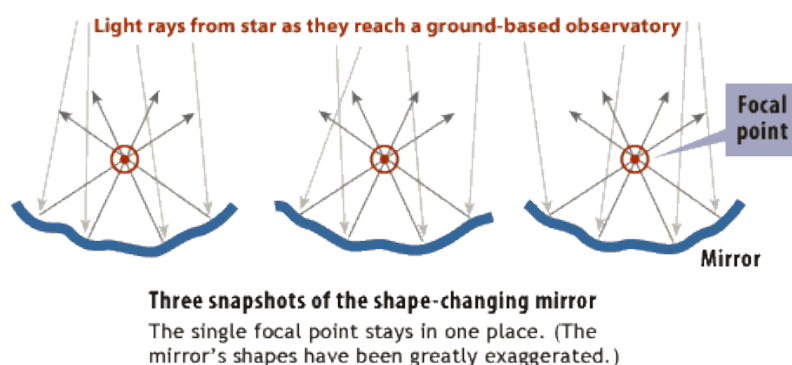 Light rays from star as they reach a ground-based observatory
Focal
point
Mirror
Three snapshots of the shape-changing mirror
The single focal point stays in one place. (The
mirror's shapes have been greatly exaggerated.)